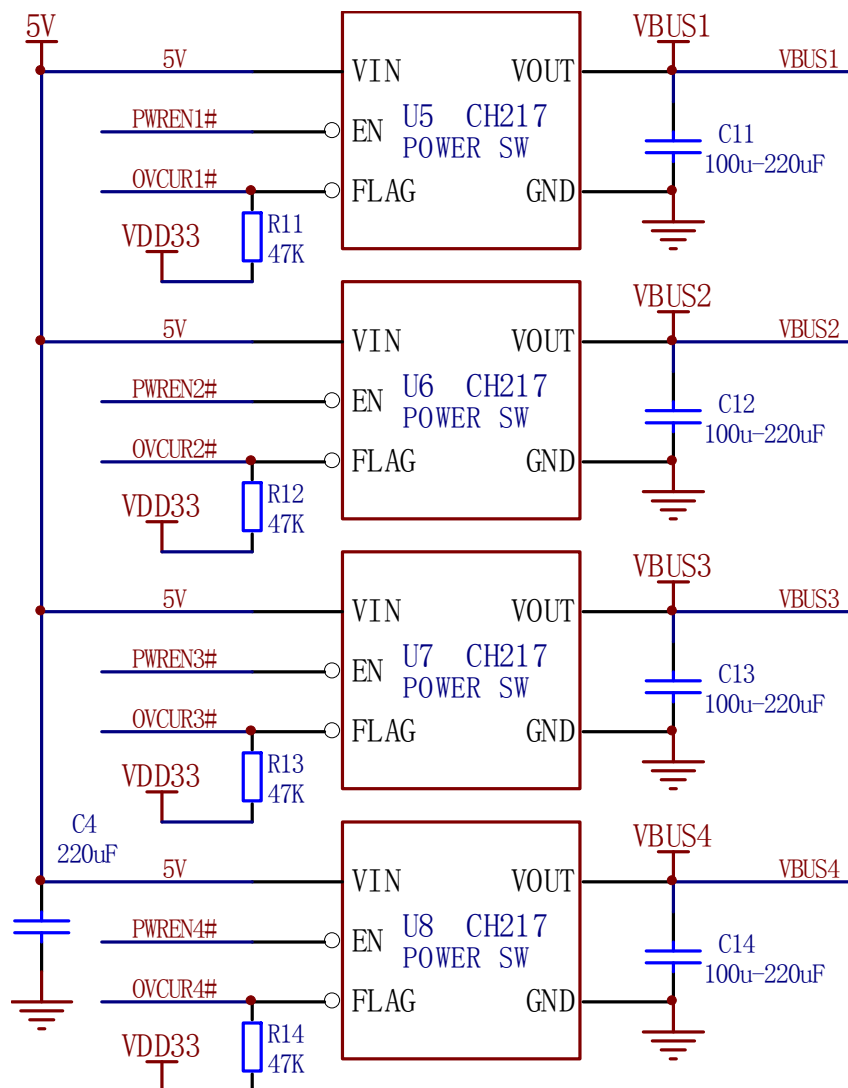 5V
VBUS1
5V
VIN
VOUT
VBUS1
PWREN1#
EN
U5 CH217
POWER SW
C11
100u-220uF
OVCUR1#
FLAG
GND
R11
47K
VDD33
VBUS2
5V
VIN
VOUT
VBUS2
PWREN2#
EN
U6 CH217
POWER SW
C12
100u-220uF
OVCUR2#
FLAG
GND
R12
47K
VDD33
VBUS3
5V
VIN
VOUT
VBUS3
PWREN3#
EN
U7 CH217
POWER SW
C13
100u-220uF
OVCUR3#
FLAG
GND
R13
47K
VDD33
C4
220uF
VBUS4
5V
VIN
VOUT
VBUS4
PWREN4#
EN
U8 CH217
POWER SW
C14
100u-220uF
OVCUR4#
FLAG
GND
R14
47K
VDD33